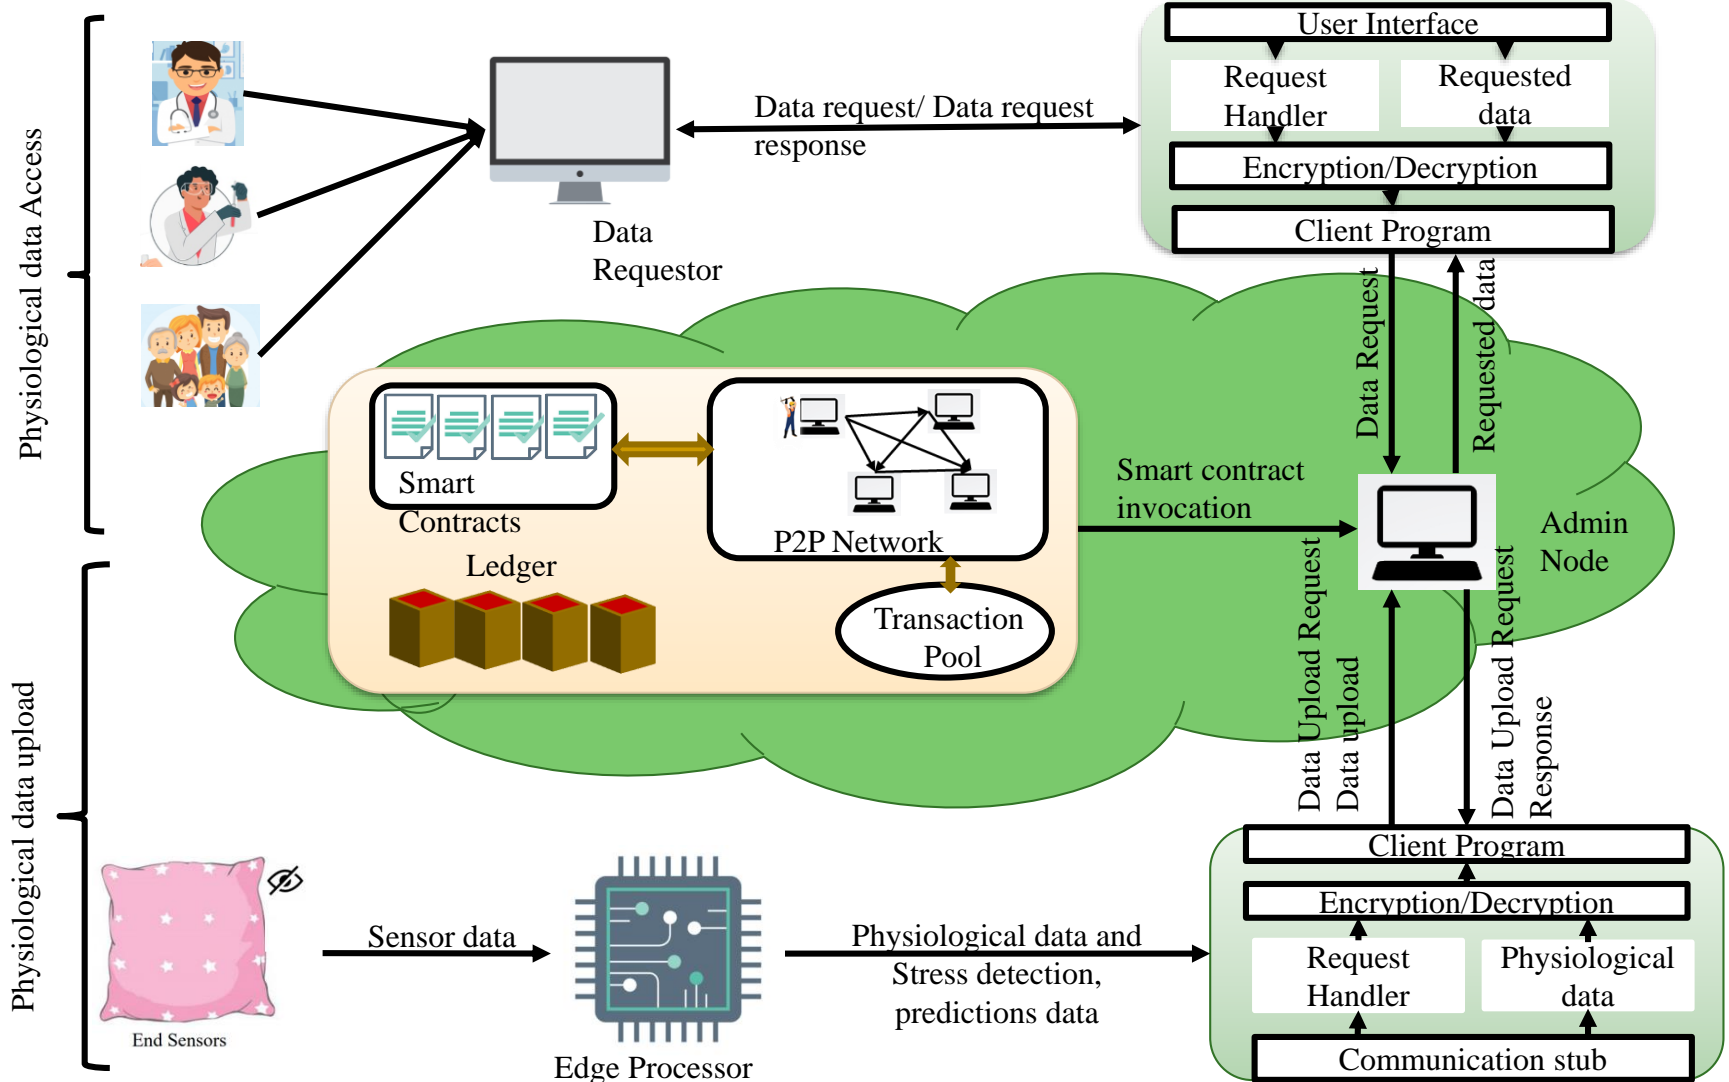 Physiological data Access
Data
Requestor
Data request/ Data request
response
User Interface
Request
Handler
Requested
data
Encryption/Decryption
Client Program
Data Request
Requested data
Smart
Contracts
P2P Network
Ledger
Transaction
Pool
Smart contract
invocation
Admin
Node
Data Upload Request
Data upload
Data Upload Request
Response
Physiological data upload
End Sensors
Sensor data
Edge Processor
Physiological data and
Stress detection,
predictions data
Client Program
Encryption/Decryption
Request
Handler
Physiological
data
Communication stub